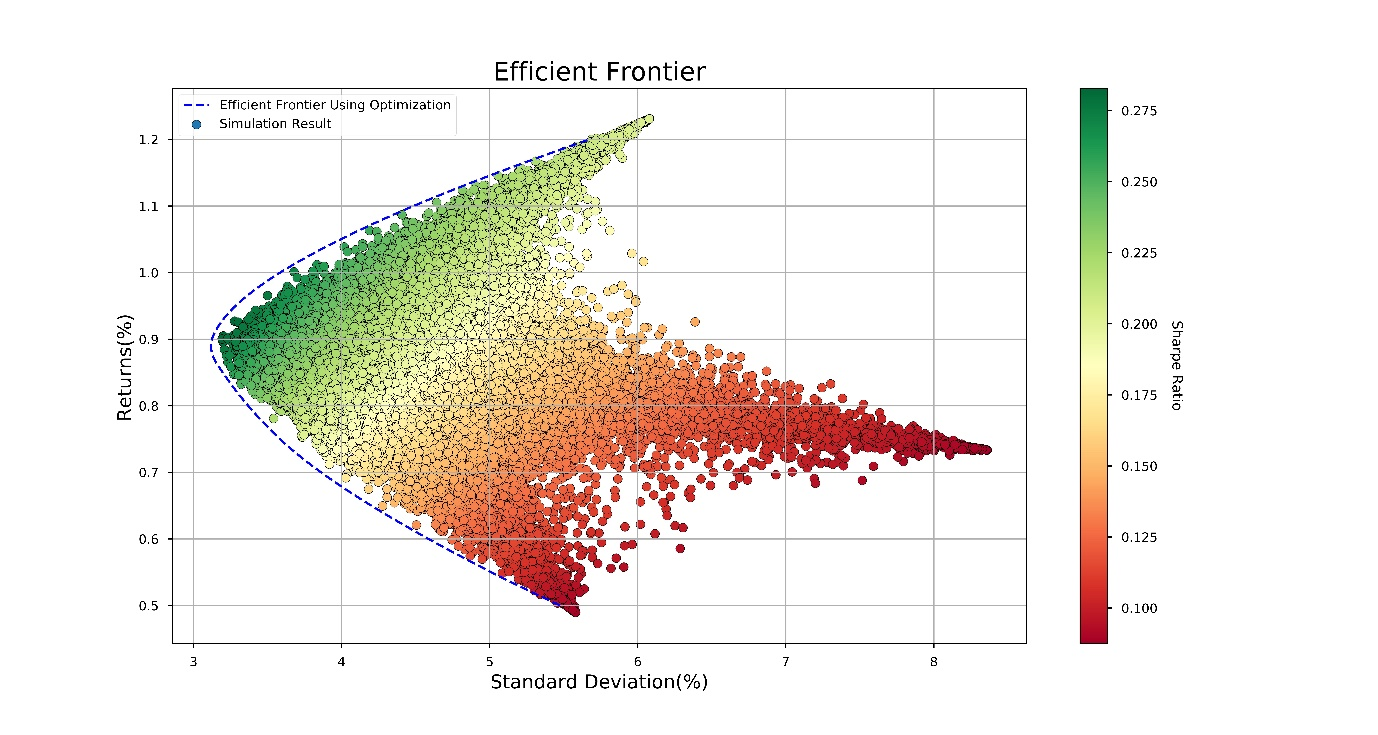 Efficient Frontier
Efficient Frontier Using Optimization
Simulation Result
Returns(%)
1.2
1.1
1.0
0.9
0.8
0.7
0.6
0.5
3 4 5 6 7 8
Standard Deviation(%)
0.275
0.250
0.225
0.200
0.175
0.150
0.125
0.100
Sharpe Ratio